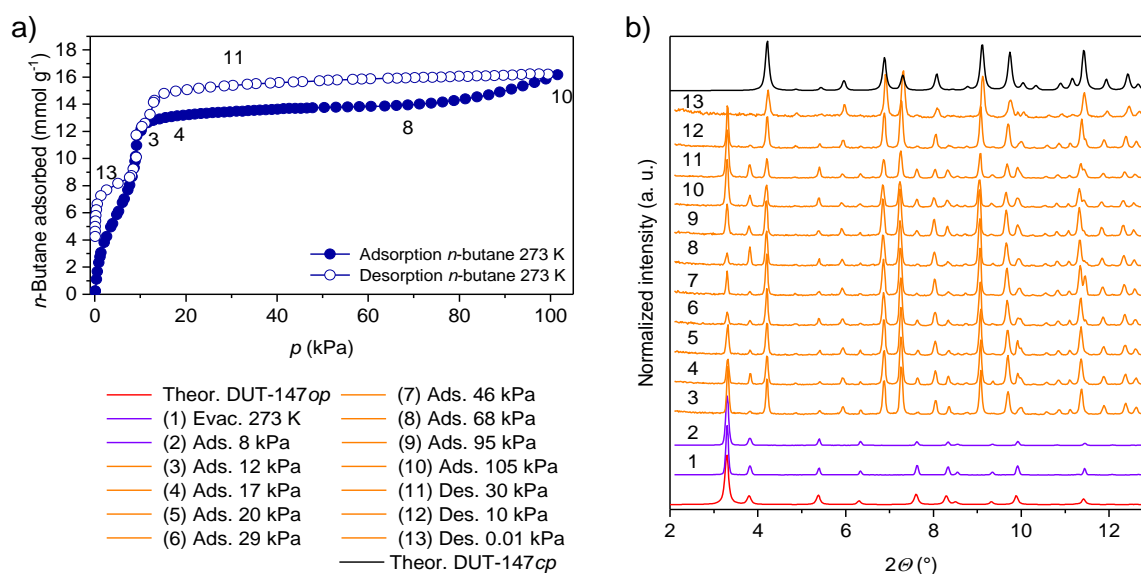 a)
n-Butane adsorbed (mmol g⁻¹)
18
16
14
12
10
8
6
4
2
0
11
10
3
4
8
13
Adsorption n-butane 273 K
Desorption n-butane 273 K
0 20 40 60 80 100
p (kPa)
Theor. DUT-147op
(1) Evac. 273 K
(2) Ads. 8 kPa
(3) Ads. 12 kPa
(4) Ads. 17 kPa
(5) Ads. 20 kPa
(6) Ads. 29 kPa
(7) Ads. 46 kPa
(8) Ads. 68 kPa
(9) Ads. 95 kPa
(10) Ads. 105 kPa
(11) Des. 30 kPa
(12) Des. 10 kPa
(13) Des. 0.01 kPa
Theor. DUT-147cp
b)
Normalized intensity (a. u.)
13
12
11
10
9
8
7
6
5
4
3
2
1
2 4 6 8 10 12
2Θ (°)